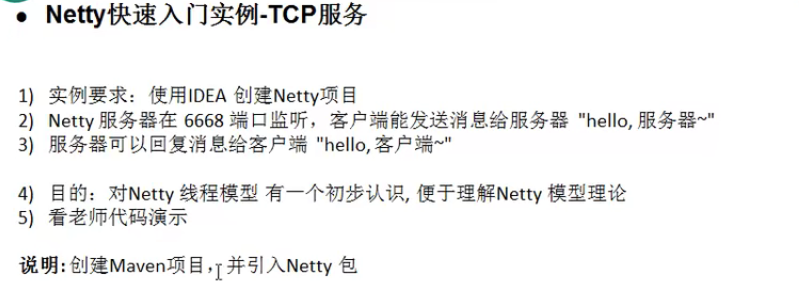 • Netty快速入门实例-TCP服务
1) 实例要求：使用IDEA 创建Netty项目
2) Netty 服务器在 6668 端口监听，客户端能发送消息给服务器 "hello, 服务器~"
3) 服务器可以回复消息给客户端 "hello, 客户端~"
4) 目的：对Netty 线程模型 有一个初步认识, 便于理解Netty 模型理论
5) 看老师代码演示
说明: 创建Maven项目，并引入Netty 包